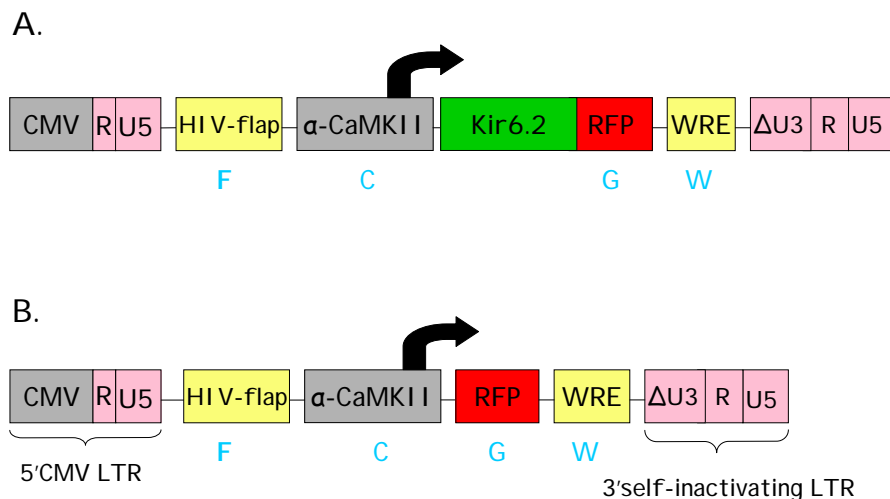 A.
CMV R U5 HIV-flap α-CaMKII Kir6.2 RFP WRE ΔU3 R U5
F C G W
B.
CMV R U5 HIV-flap α-CaMKII RFP WRE ΔU3 R U5
F C G W
5'CMV LTR 3'self-inactivating LTR